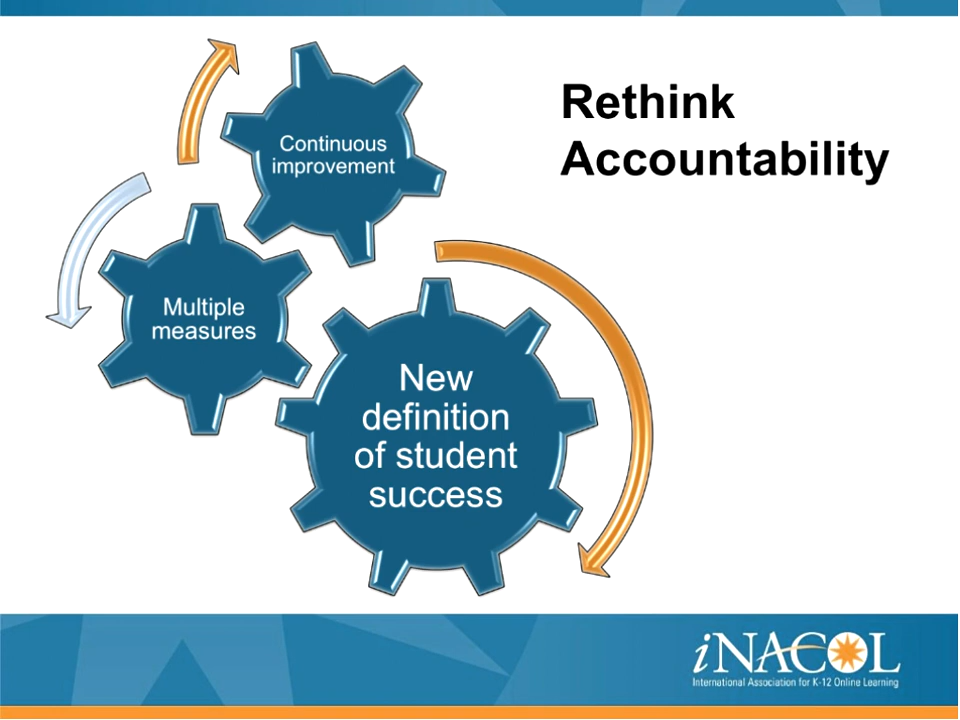 Rethink
Accountability
Continuous
improvement
Multiple
measures
New
definition
of student
success
iNACOL
International Association for K-12 Online Learning